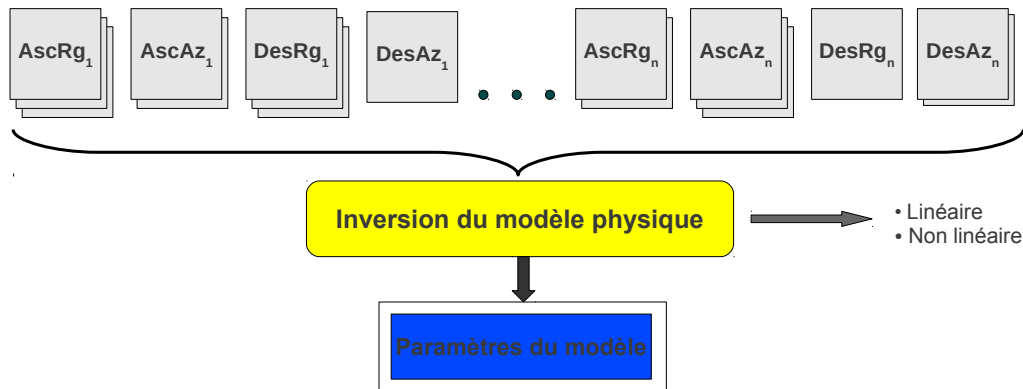 AscRg1 AscAz1 DesRg1 DesAz1 • • • AscRgn AscAzn DesRgn DesAzn
Inversion du modèle physique
• Linéaire
• Non linéaire
Paramètres du modèle